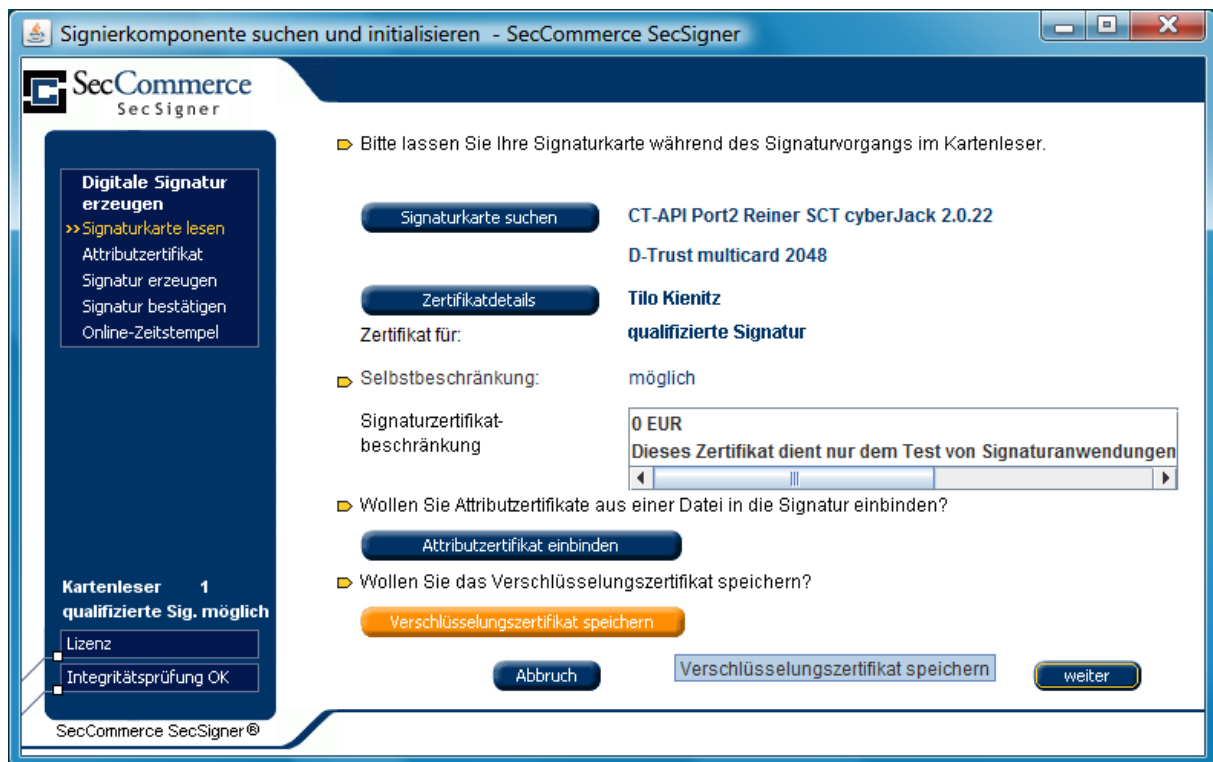 Signierkomponente suchen und initialisieren - SecCommerce SecSigner
SecCommerce
SecSigner
Bitte lassen Sie Ihre Signaturkarte während des Signaturvorgangs im Kartenleser.
Digitale Signatur
erzeugen
>> Signaturkarte lesen
Attributzertifikat
Signatur erzeugen
Signatur bestätigen
Online-Zeitstempel
Signaturkarte suchen CT-API Port2 Reiner SCT cyberJack 2.0.22
D-Trust multicard 2048
Zertifikatdetails Tilo Kienitz
Zertifikat für: qualifizierte Signatur
Selbstbeschränkung: möglich
Signaturzertifikat-
beschränkung
0 EUR
Dieses Zertifikat dient nur dem Test von Signaturanwendungen
Wollen Sie Attributzertifikate aus einer Datei in die Signatur einbinden?
Attributzertifikat einbinden
Wollen Sie das Verschlüsselungszertifikat speichern?
Verschlüsselungszertifikat speichern
Abbruch Verschlüsselungszertifikat speichern weiter
Kartenleser 1
qualifizierte Sig. möglich
Lizenz
Integritätsprüfung OK
SecCommerce SecSigner®